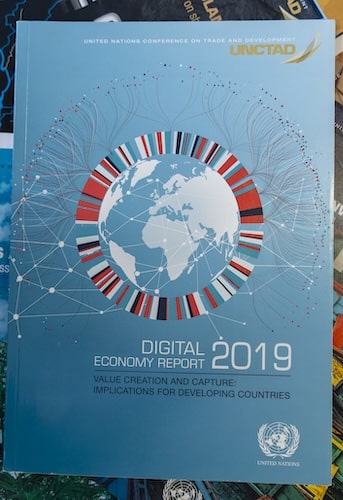 UNITED NATIONS CONFERENCE ON TRADE AND DEVELOPMENT
UNCTAD
DIGITAL
ECONOMY REPORT 2019
VALUE CREATION AND CAPTURE:
IMPLICATIONS FOR DEVELOPING COUNTRIES
UNITED NATIONS